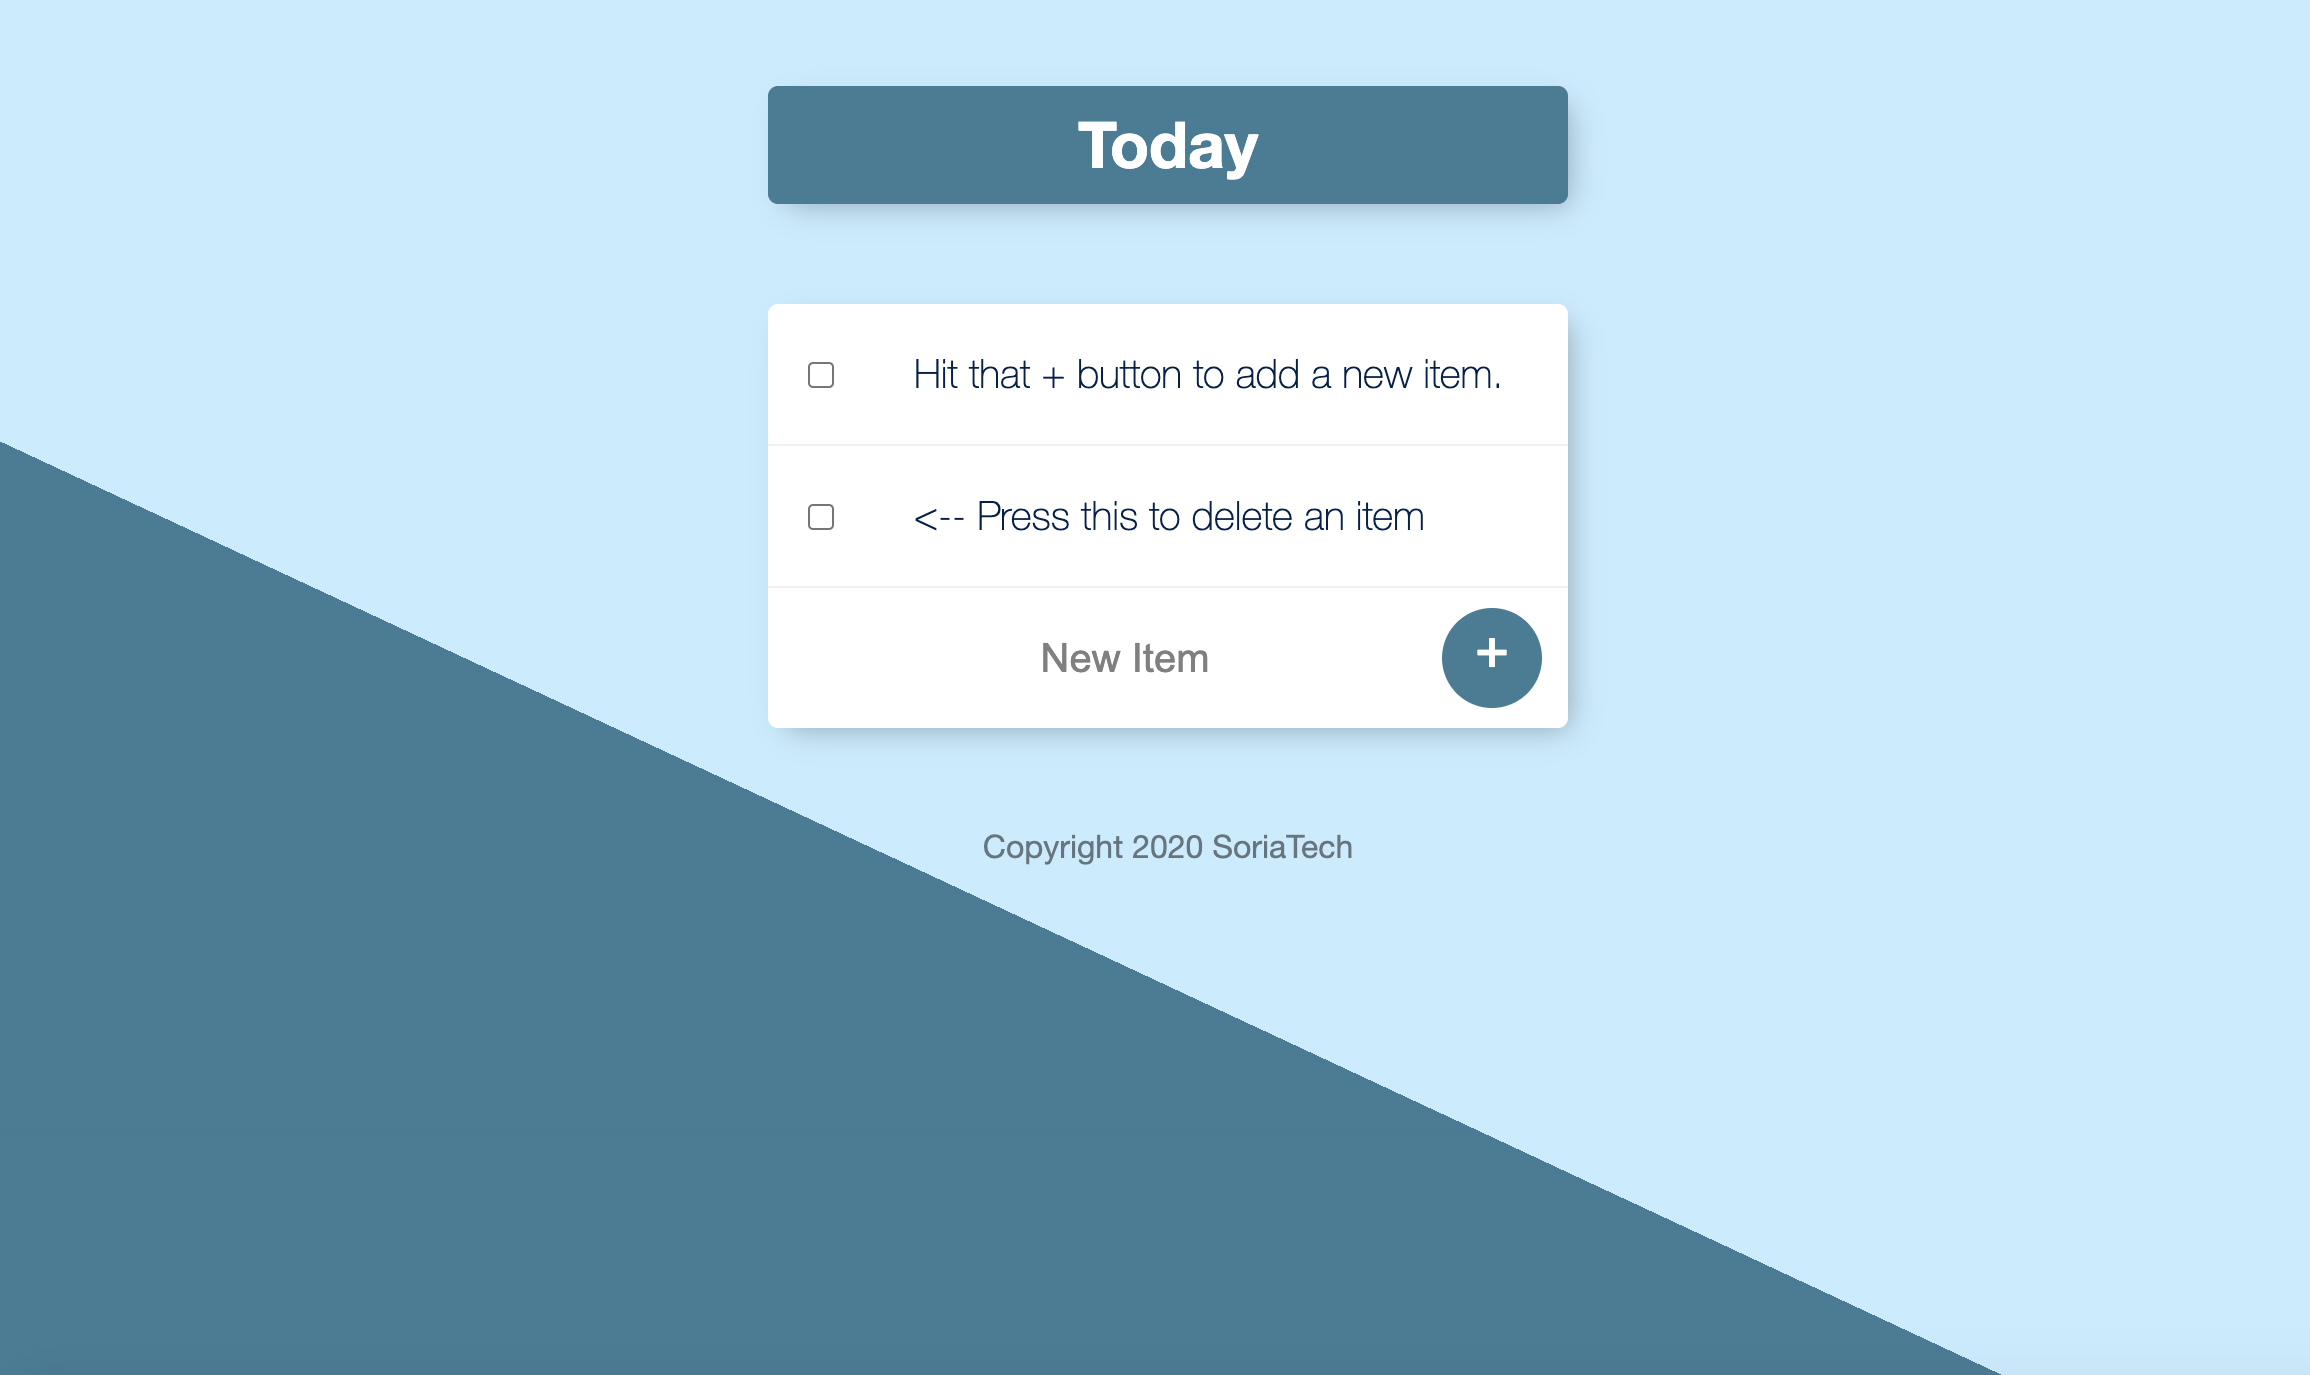 Today
Hit that + button to add a new item.
<-- Press this to delete an item
New Item
+
Copyright 2020 SoriaTech